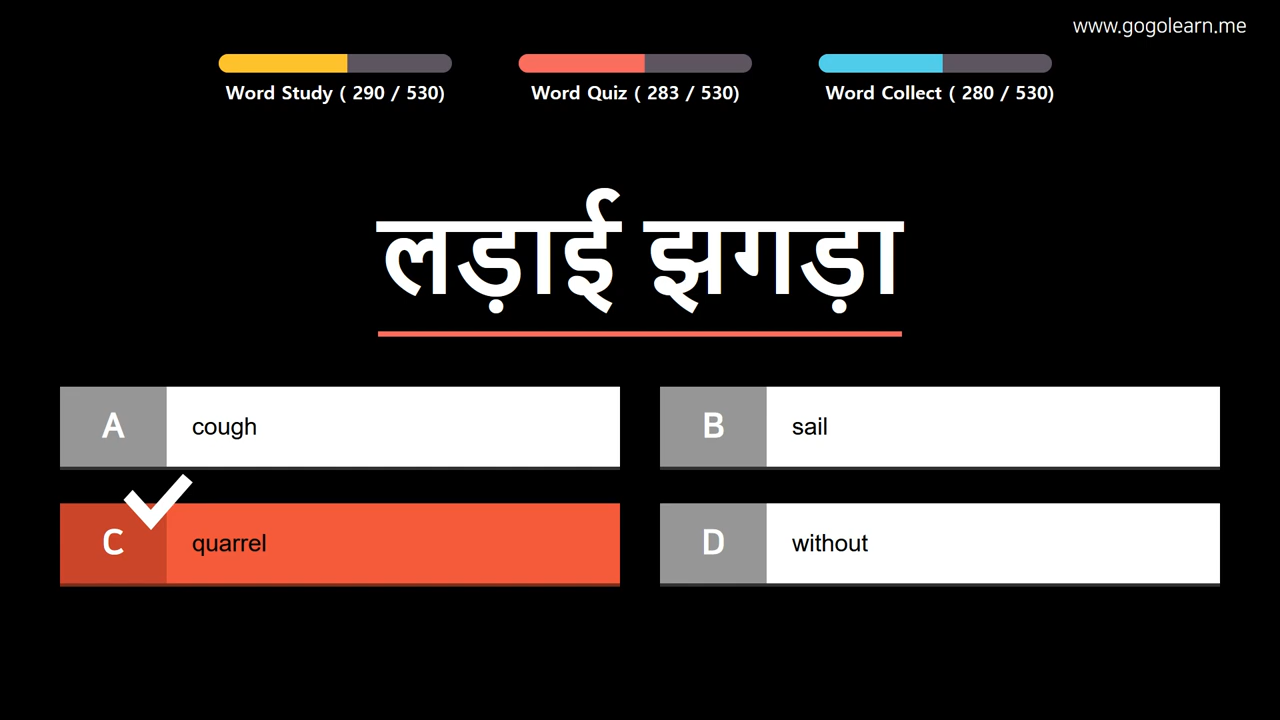 www.gogolearn.me
Word Study ( 290 / 530)
Word Quiz ( 283 / 530)
Word Collect ( 280 / 530)
लड़ाई झगड़ा
A cough
B sail
C quarrel
D without